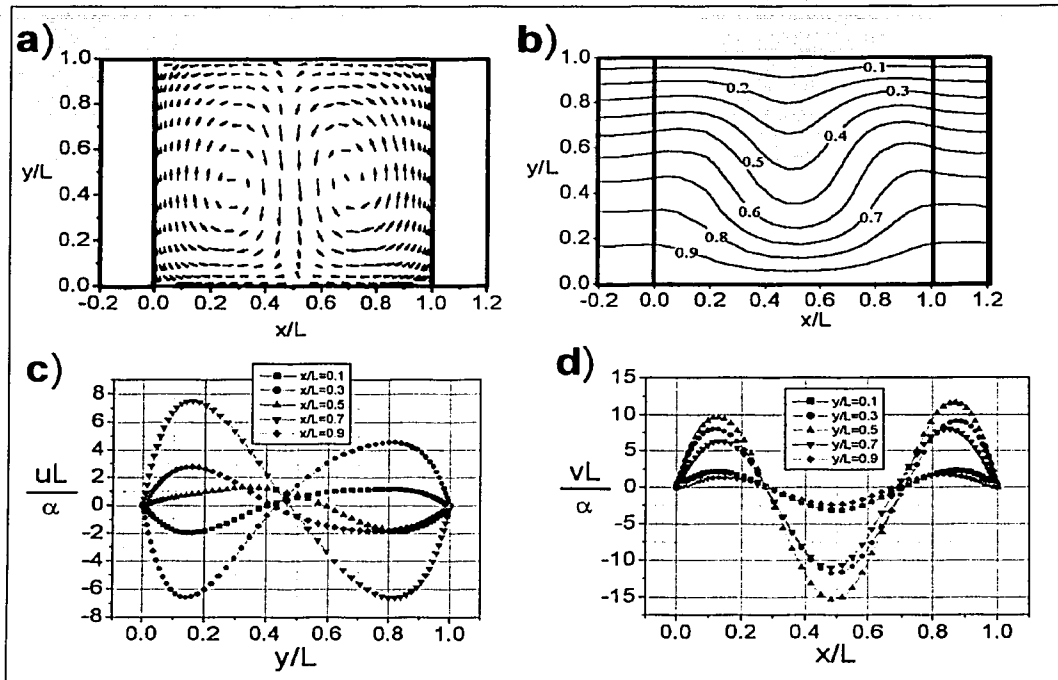 a)
1.0
0.8
0.6
y/L
0.4
0.2
0.0
-0.2 0.0 0.2 0.4 0.6 0.8 1.0 1.2
x/L
b)
1.0
0.8
0.6
y/L
0.4
0.2
0.0
0.1
0.2
0.3
0.4
0.5
0.6
0.7
0.8
0.9
-0.2 0.0 0.2 0.4 0.6 0.8 1.0 1.2
x/L
c)
x/L=0.1
x/L=0.3
x/L=0.5
x/L=0.7
x/L=0.9
8
6
4
2
0
-2
-4
-6
-8
uL
α
0.0 0.2 0.4 0.6 0.8 1.0
y/L
d)
y/L=0.1
y/L=0.3
y/L=0.5
y/L=0.7
y/L=0.9
15
10
5
0
-5
-10
-15
vL
α
0.0 0.2 0.4 0.6 0.8 1.0
x/L